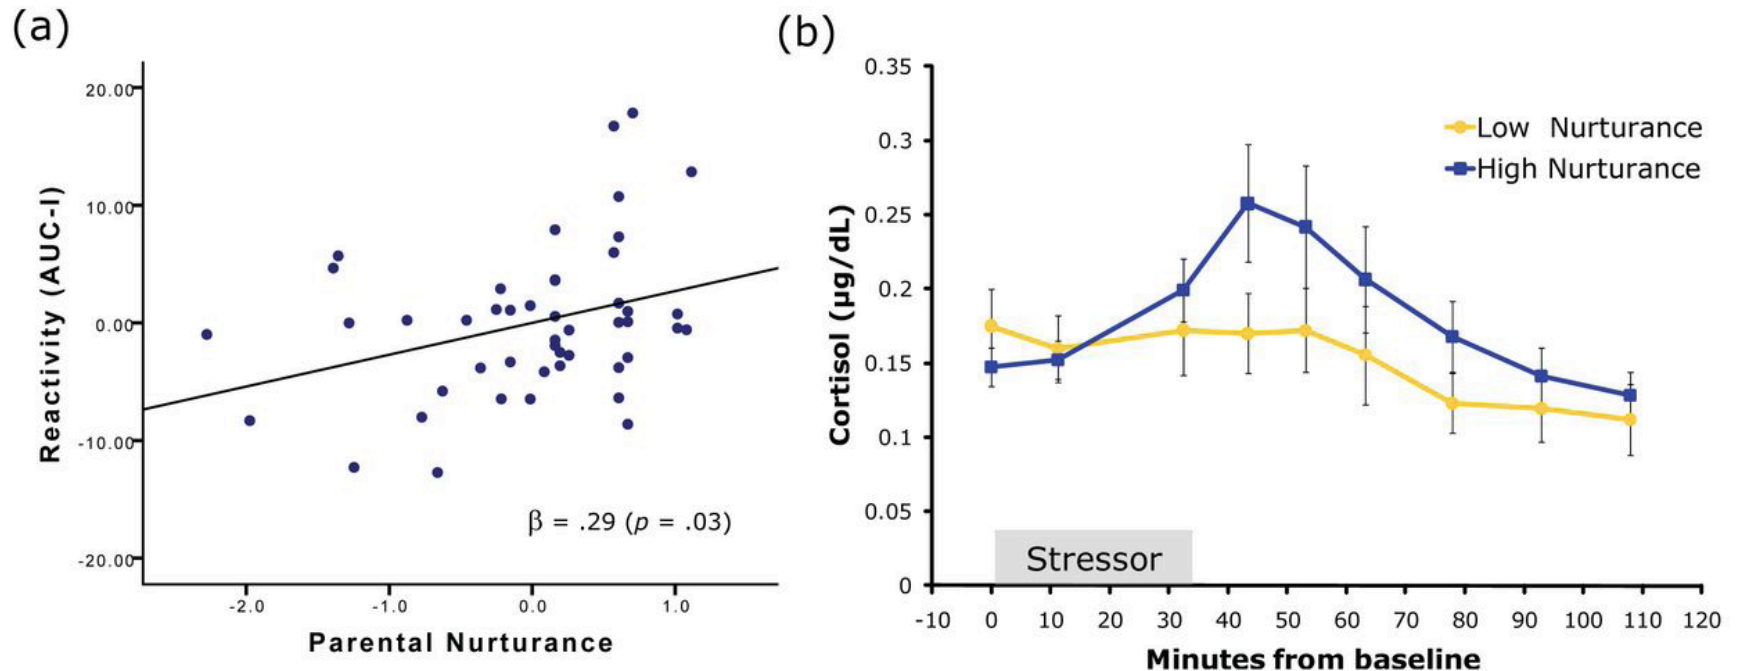 (a)
(b)
20.00
10.00
0.00
-10.00
-20.00
Reactivity (AUC-I)
β = .29 (p = .03)
-2.0 -1.0 0.0 1.0
Parental Nurturance
0.35
0.3
0.25
0.2
0.15
0.1
0.05
0
Cortisol (µg/dL)
Low Nurturance
High Nurturance
Stressor
-10 0 10 20 30 40 50 60 70 80 90 100 110 120
Minutes from baseline